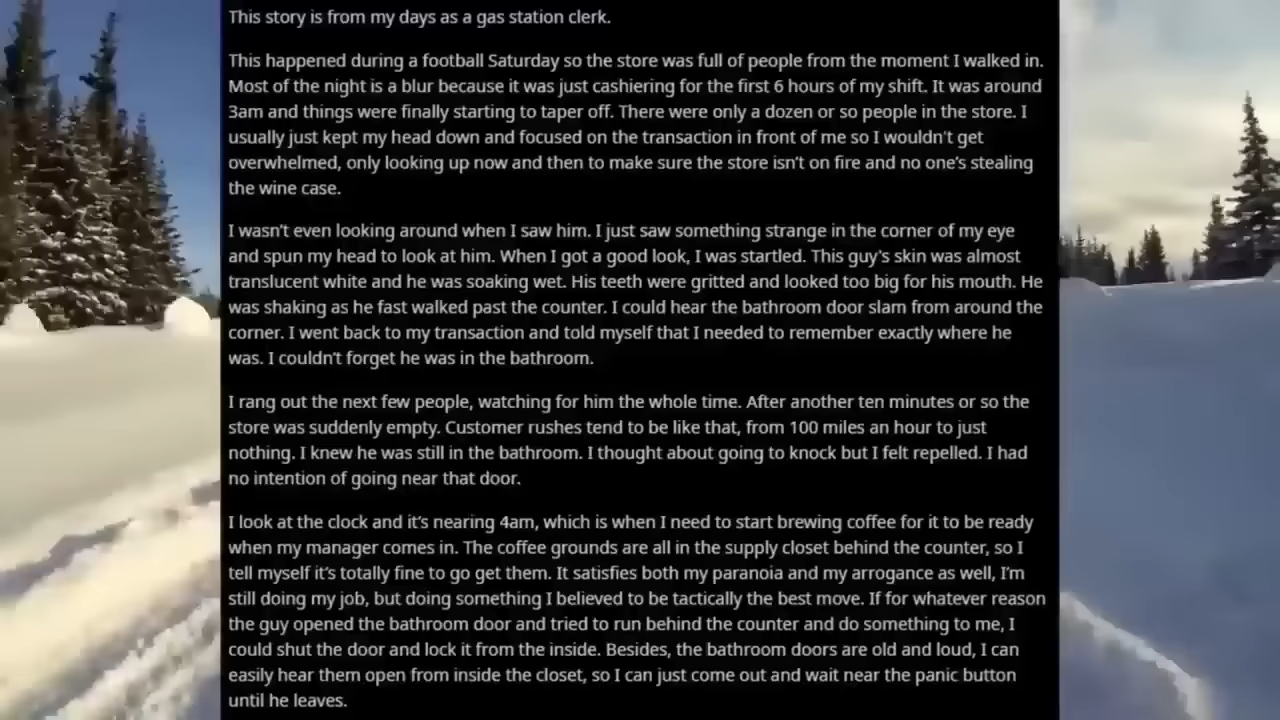 This story is from my days as a gas station clerk.
This happened during a football Saturday so the store was full of people from the moment I walked in.
Most of the night is a blur because it was just cashiering for the first 6 hours of my shift. It was around
3am and things were finally starting to taper off. There were only a dozen or so people in the store. I
usually just kept my head down and focused on the transaction in front of me so I wouldn't get
overwhelmed, only looking up now and then to make sure the store isn’t on fire and no one’s stealing
the wine case.
I wasn’t even looking around when I saw him. I just saw something strange in the corner of my eye
and spun my head to look at him. When I got a good look, I was startled. This guy’s skin was almost
translucent white and he was soaking wet. His teeth were gritted and looked too big for his mouth. He
was shaking as he fast walked past the counter. I could hear the bathroom door slam from around the
corner. I went back to my transaction and told myself that I needed to remember exactly where he
was. I couldn’t forget he was in the bathroom.
I rang out the next few people, watching for him the whole time. After another ten minutes or so the
store was suddenly empty. Customer rushes tend to be like that, from 100 miles an hour to just
nothing. I knew he was still in the bathroom. I thought about going to knock but I felt repelled. I had
no intention of going near that door.
I look at the clock and it’s nearing 4am, which is when I need to start brewing coffee for it to be ready
when my manager comes in. The coffee grounds are all in the supply closet behind the counter, so I
tell myself it’s totally fine to go get them. It satisfies both my paranoia and my arrogance as well, I’m
still doing my job, but doing something I believed to be tactically the best move. If for whatever reason
the guy opened the bathroom door and tried to run behind the counter and do something to me, I
could shut the door and lock it from the inside. Besides, the bathroom doors are old and loud, I can
easily hear them open from inside the closet, so I can just come out and wait near the panic button
until he leaves.